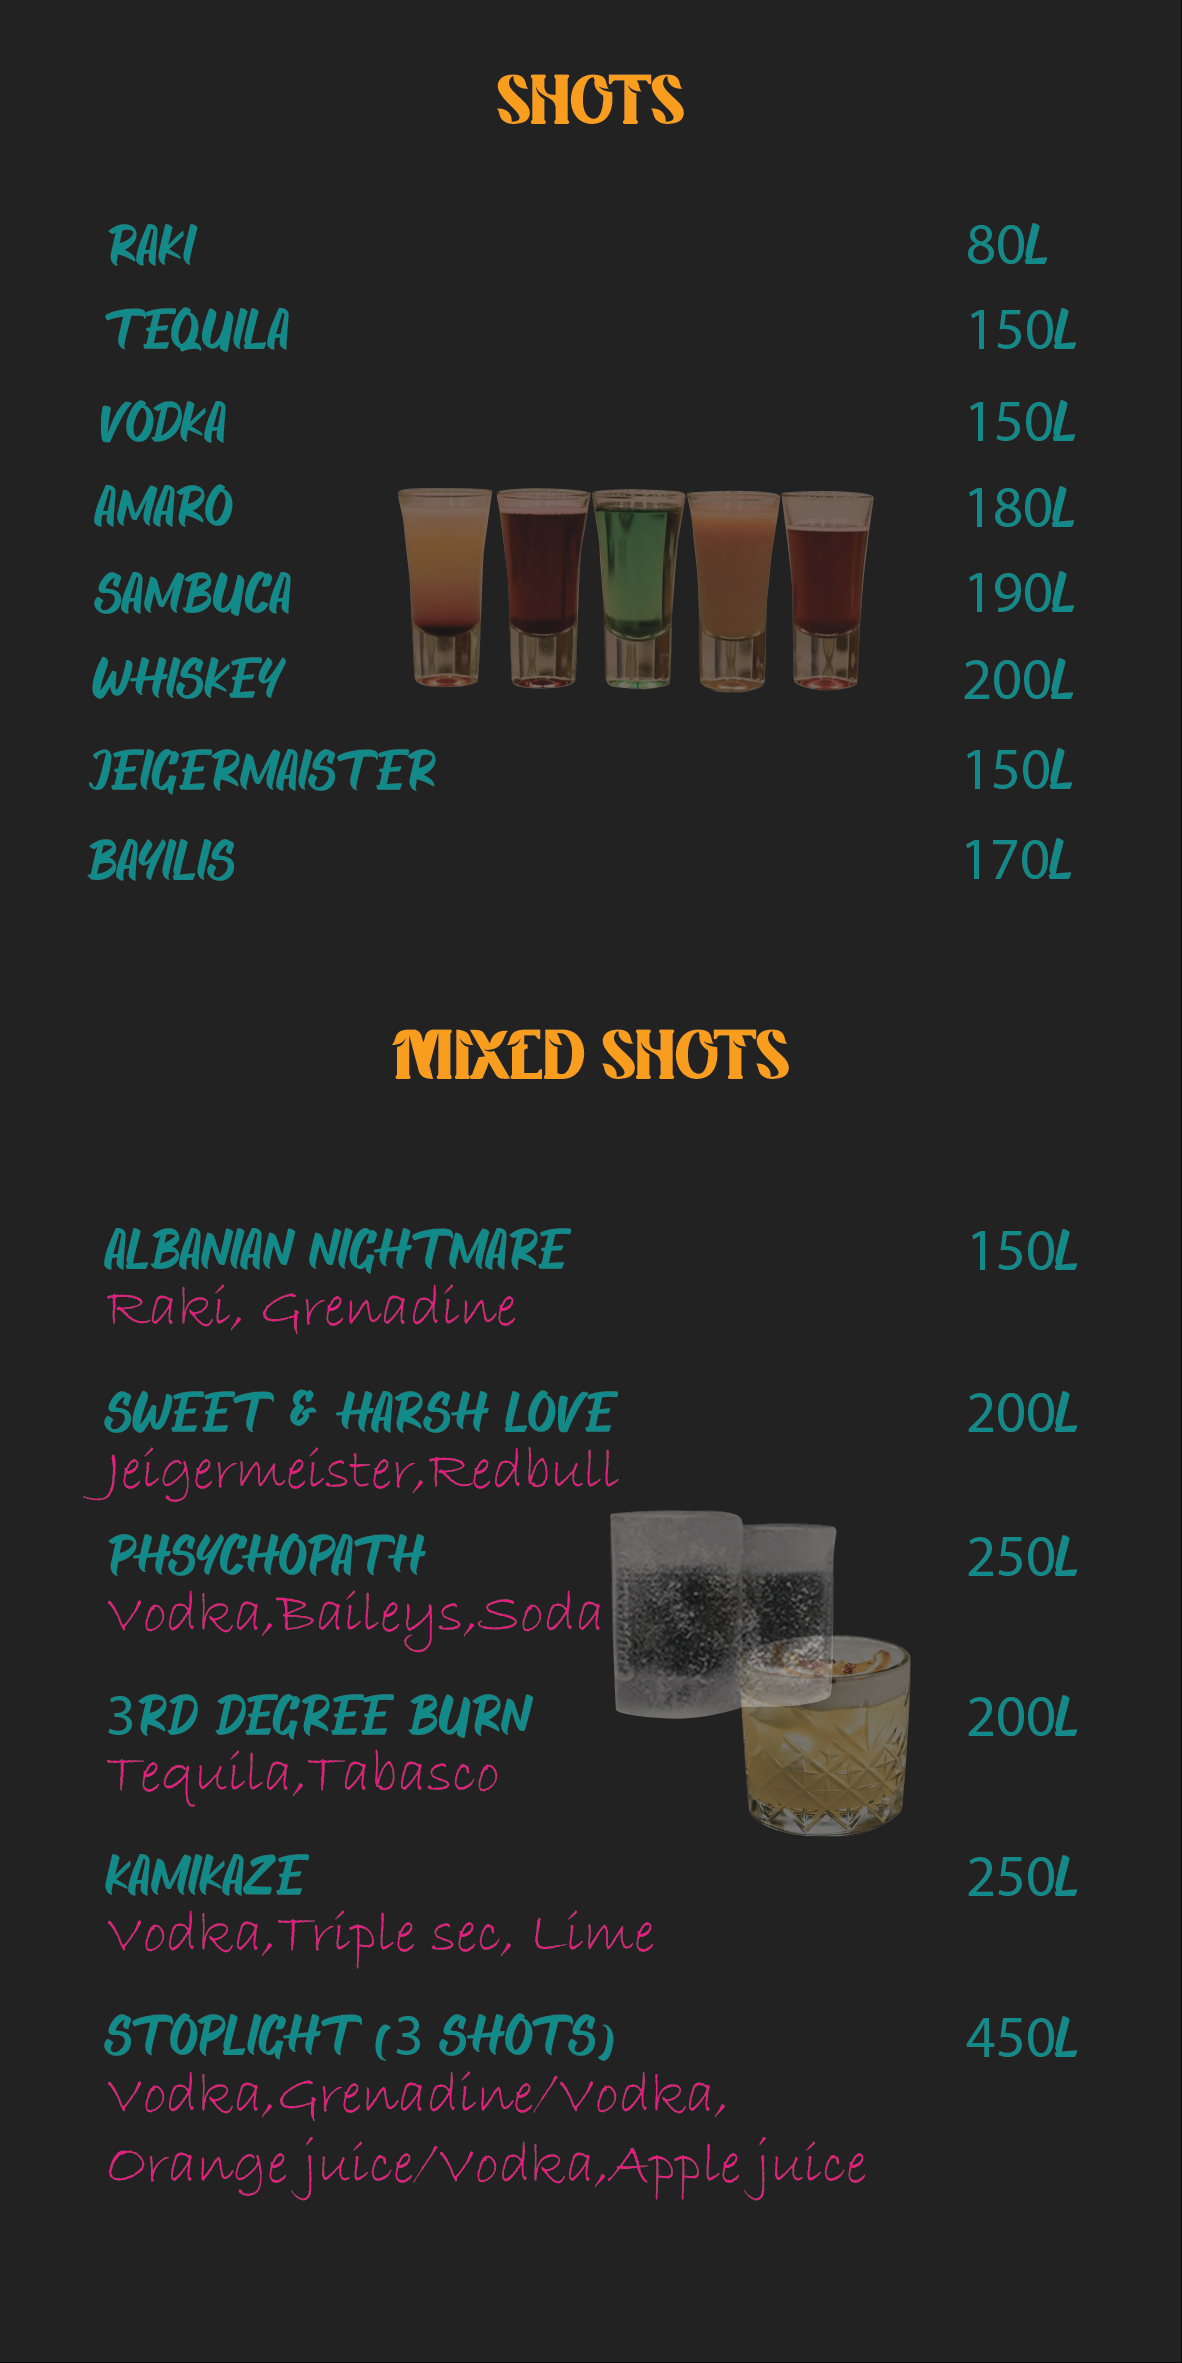 SHOTS
RAKI 80L
TEQUILA 150L
VODKA 150L
AMARO 180L
SAMBUCA 190L
WHISKEY 200L
JEIGERMAISTER 150L
BAYILIS 170L
MIXED SHOTS
ALBANIAN NIGHTMARE 150L
Raki, Grenadine
SWEET & HARSH LOVE 200L
Jeigermeister,Redbull
PHSYCHOPATH 250L
Vodka,Baileys,Soda
3RD DEGREE BURN 200L
Tequila,Tabasco
KAMIKAZE 250L
Vodka,Triple sec, Lime
STOPLIGHT (3 SHOTS) 450L
Vodka,Grenadine/Vodka,
Orange juice/Vodka,Apple juice